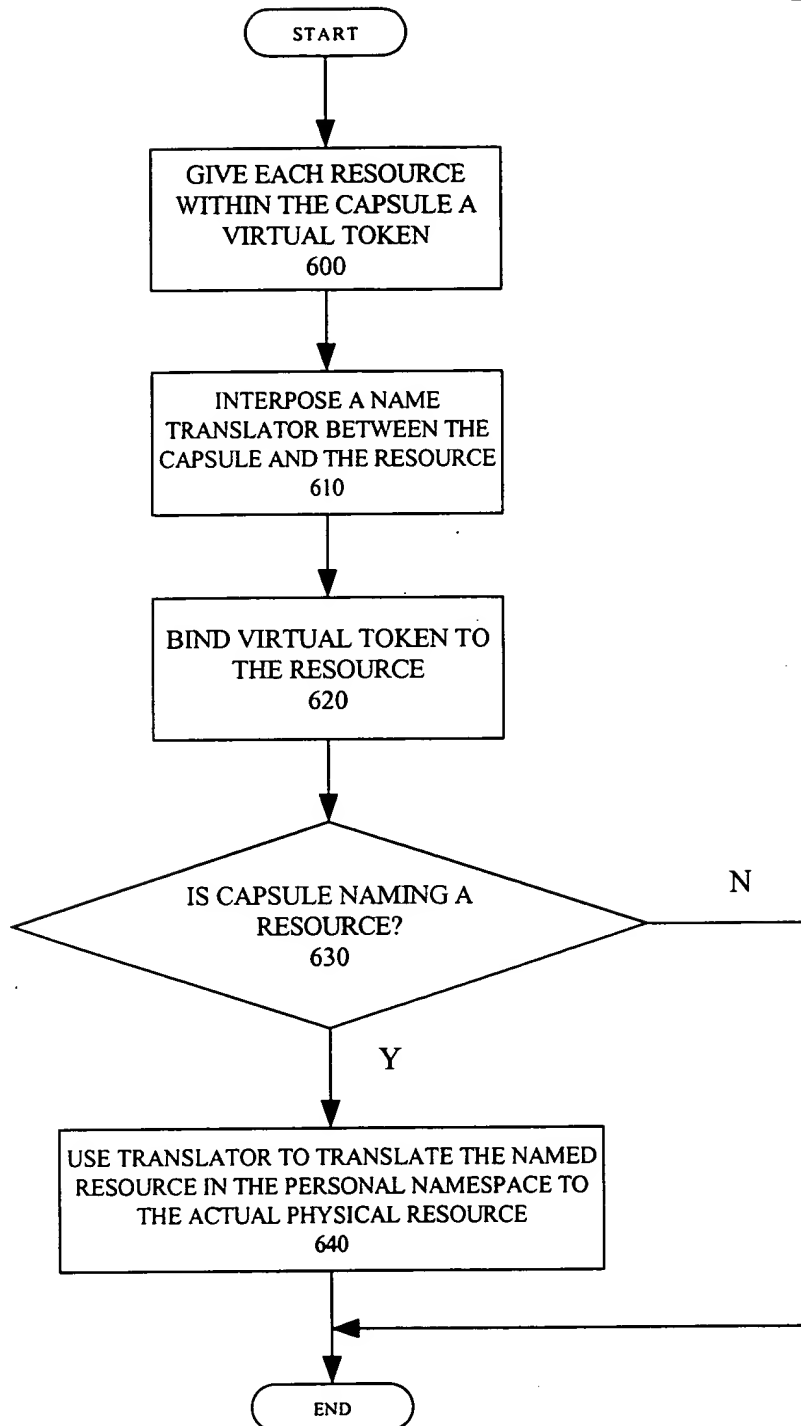 START
GIVE EACH RESOURCE
WITHIN THE CAPSULE A
VIRTUAL TOKEN
600
INTERPOSE A NAME
TRANSLATOR BETWEEN THE
CAPSULE AND THE RESOURCE
610
BIND VIRTUAL TOKEN TO
THE RESOURCE
620
IS CAPSULE NAMING A
RESOURCE?
630
N
Y
USE TRANSLATOR TO TRANSLATE THE NAMED
RESOURCE IN THE PERSONAL NAMESPACE TO
THE ACTUAL PHYSICAL RESOURCE
640
END